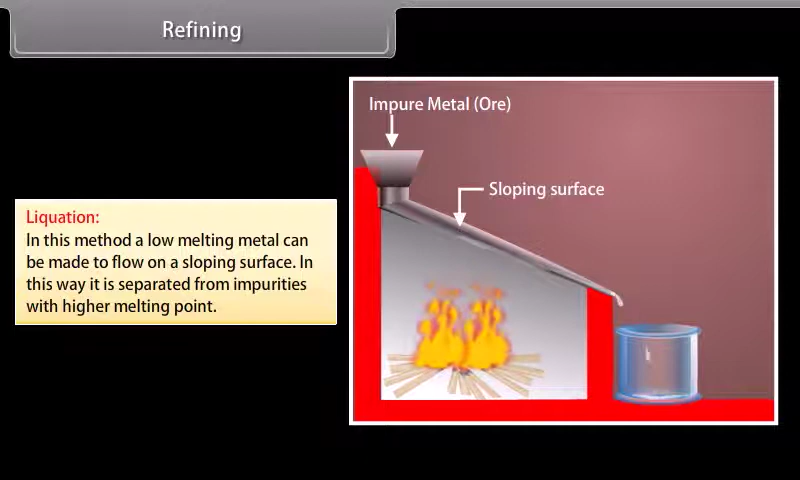 Refining
Impure Metal (Ore)
Sloping surface
Liquation:
In this method a low melting metal can
be made to flow on a sloping surface. In
this way it is separated from impurities
with higher melting point.